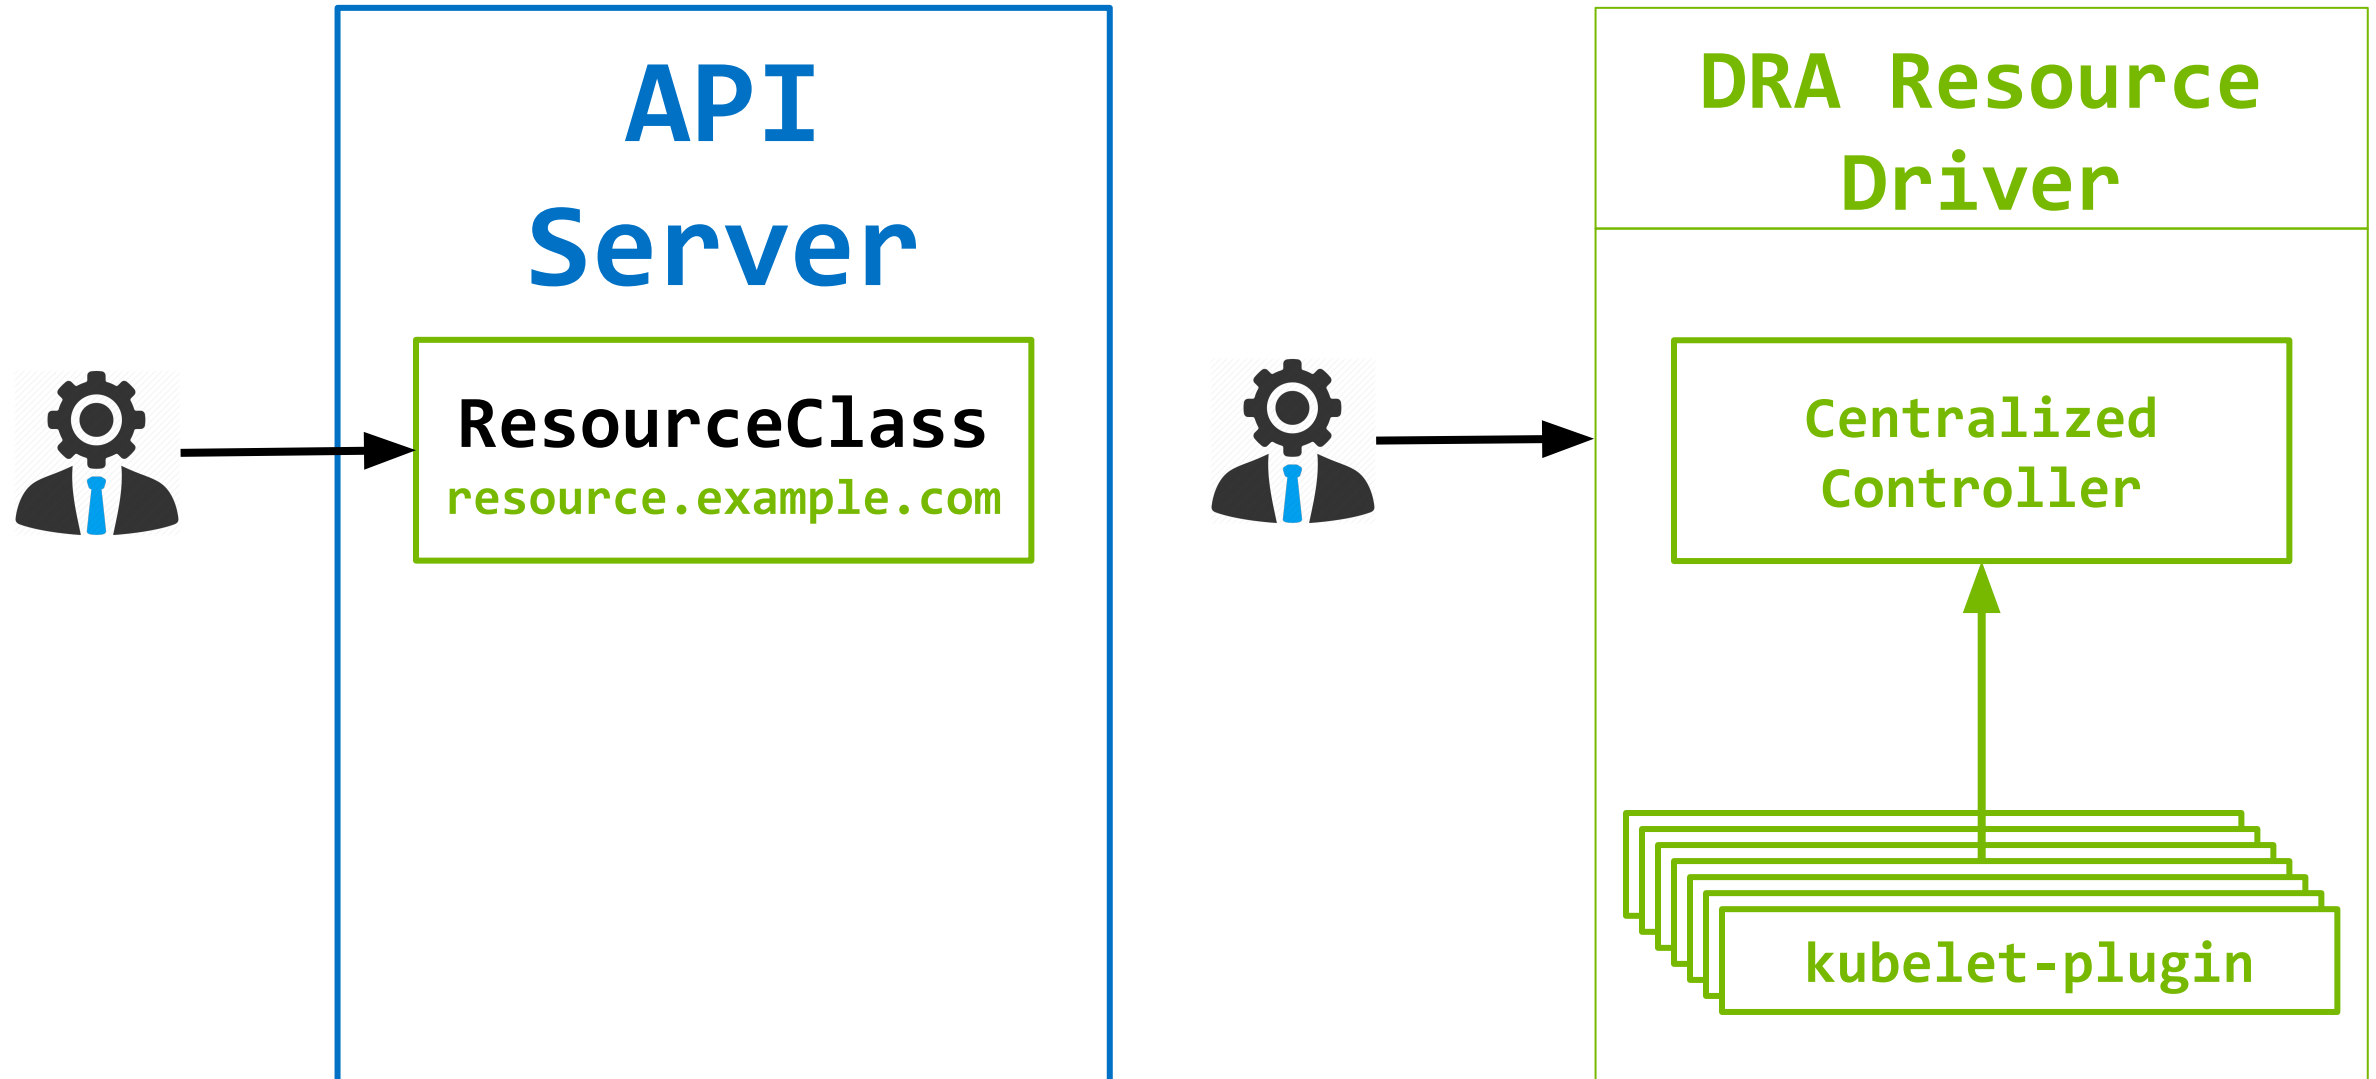 API
Server
ResourceClass
resource.example.com
DRA Resource
Driver
Centralized
Controller
kubelet-plugin